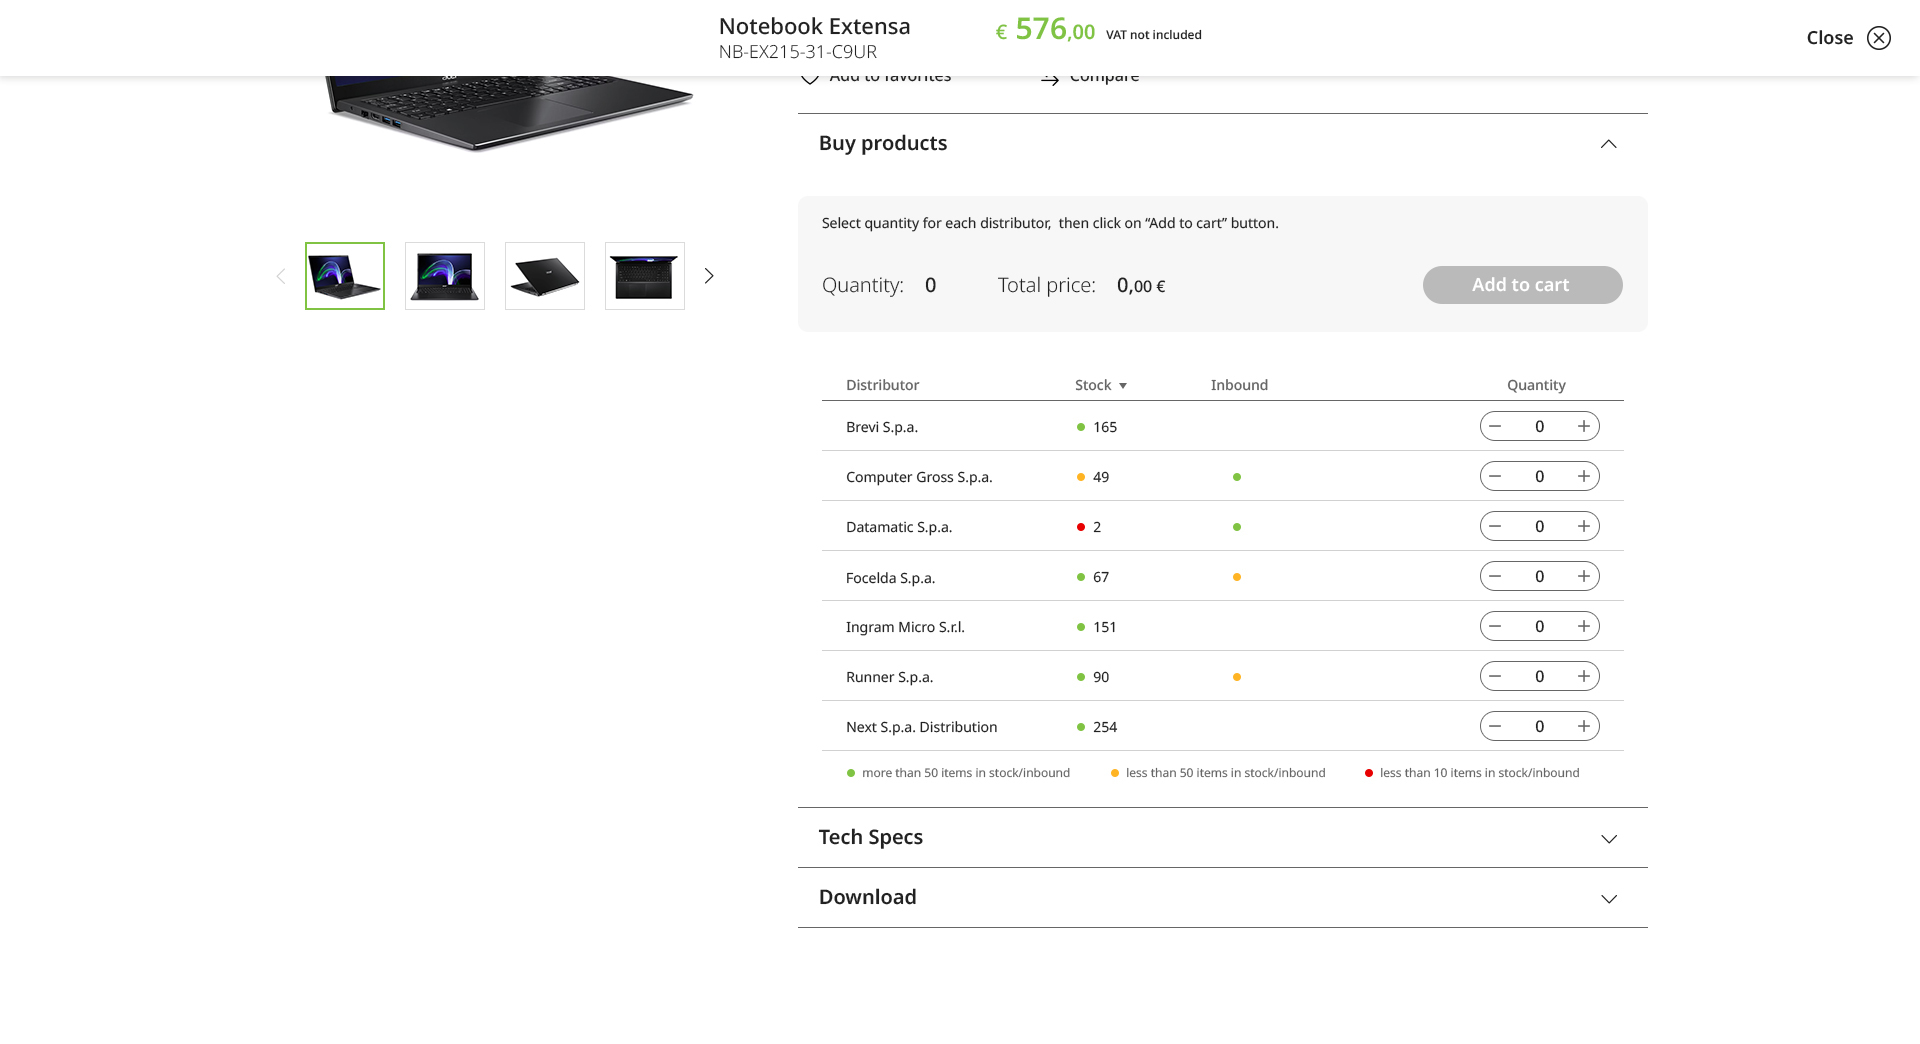 Notebook Extensa
NB-EX215-31-C9UR
€ 576,00 VAT not included
Close
Add to favorites
Compare
Buy products
Select quantity for each distributor, then click on “Add to cart” button.
Quantity: 0 Total price: 0,00 € Add to cart
Distributor Stock Inbound Quantity
Brevi S.p.a. 165 0
Computer Gross S.p.a. 49 0
Datamatic S.p.a. 2 0
Focelda S.p.a. 67 0
Ingram Micro S.r.l. 151 0
Runner S.p.a. 90 0
Next S.p.a. Distribution 254 0
more than 50 items in stock/inbound less than 50 items in stock/inbound less than 10 items in stock/inbound
Tech Specs
Download